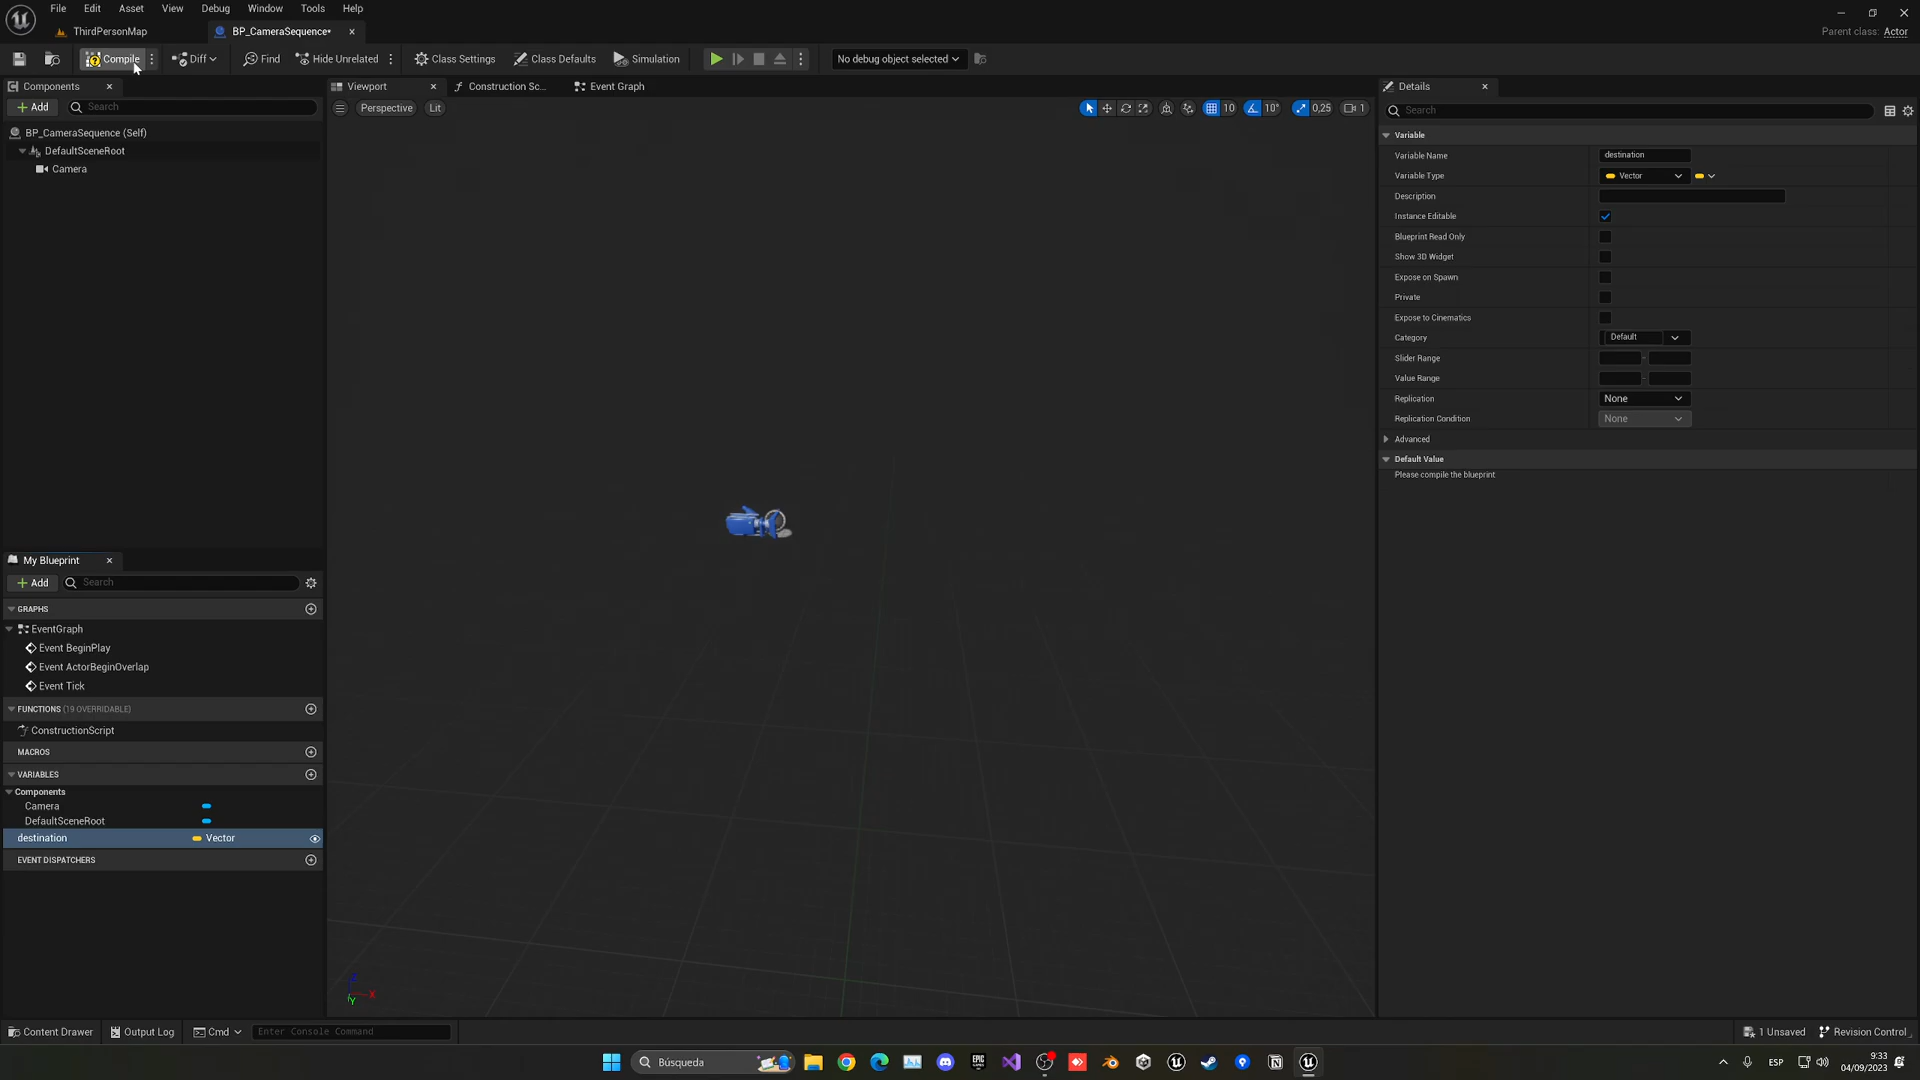 File Edit Asset View Debug Window Tools Help
ThirdPersonMap BP_CameraSequence*
Parent class: Actor
Compile Diff Find Hide Unrelated Class Settings Class Defaults Simulation No debug object selected
Components
Add Search
BP_CameraSequence (Self)
DefaultSceneRoot
Camera
My Blueprint
Add Search
GRAPHS
EventGraph
Event BeginPlay
Event ActorBeginOverlap
Event Tick
FUNCTIONS (19 OVERRIDABLE)
ConstructionScript
MACROS
VARIABLES
Components
Camera
DefaultSceneRoot
destination Vector
EVENT DISPATCHERS
Viewport Construction Sc... Event Graph
Perspective Lit 10 10° 0,25 1
Z X Y
Details
Search
Variable
Variable Name destination
Variable Type Vector
Description
Instance Editable
Blueprint Read Only
Show 3D Widget
Expose on Spawn
Private
Expose to Cinematics
Category Default
Slider Range -
Value Range -
Replication None
Replication Condition None
Advanced
Default Value
Please compile the blueprint
Content Drawer Output Log Cmd Enter Console Command 1 Unsaved Revision Control
Búsqueda
ESP
9:33
04/09/2023